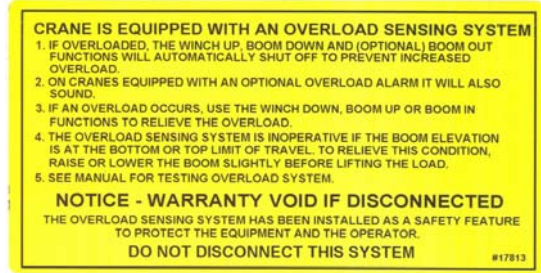 CRANE IS EQUIPPED WITH AN OVERLOAD SENSING SYSTEM
1. IF OVERLOADED, THE WINCH UP, BOOM DOWN AND (OPTIONAL) BOOM OUT
FUNCTIONS WILL AUTOMATICALLY SHUT OFF TO PREVENT INCREASED
OVERLOAD.
2. ON CRANES EQUIPPED WITH AN OPTIONAL OVERLOAD ALARM IT WILL ALSO
SOUND.
3. IF AN OVERLOAD OCCURS, USE THE WINCH DOWN, BOOM UP OR BOOM IN
FUNCTIONS TO RELIEVE THE OVERLOAD.
4. THE OVERLOAD SENSING SYSTEM IS INOPERATIVE IF THE BOOM ELEVATION
IS AT THE BOTTOM OR TOP LIMIT OF TRAVEL. TO RELIEVE THIS CONDITION,
RAISE OR LOWER THE BOOM SLIGHTLY BEFORE LIFTING THE LOAD.
5. SEE MANUAL FOR TESTING OVERLOAD SYSTEM.
NOTICE - WARRANTY VOID IF DISCONNECTED
THE OVERLOAD SENSING SYSTEM HAS BEEN INSTALLED AS A SAFETY FEATURE
TO PROTECT THE EQUIPMENT AND THE OPERATOR.
DO NOT DISCONNECT THIS SYSTEM
#17813